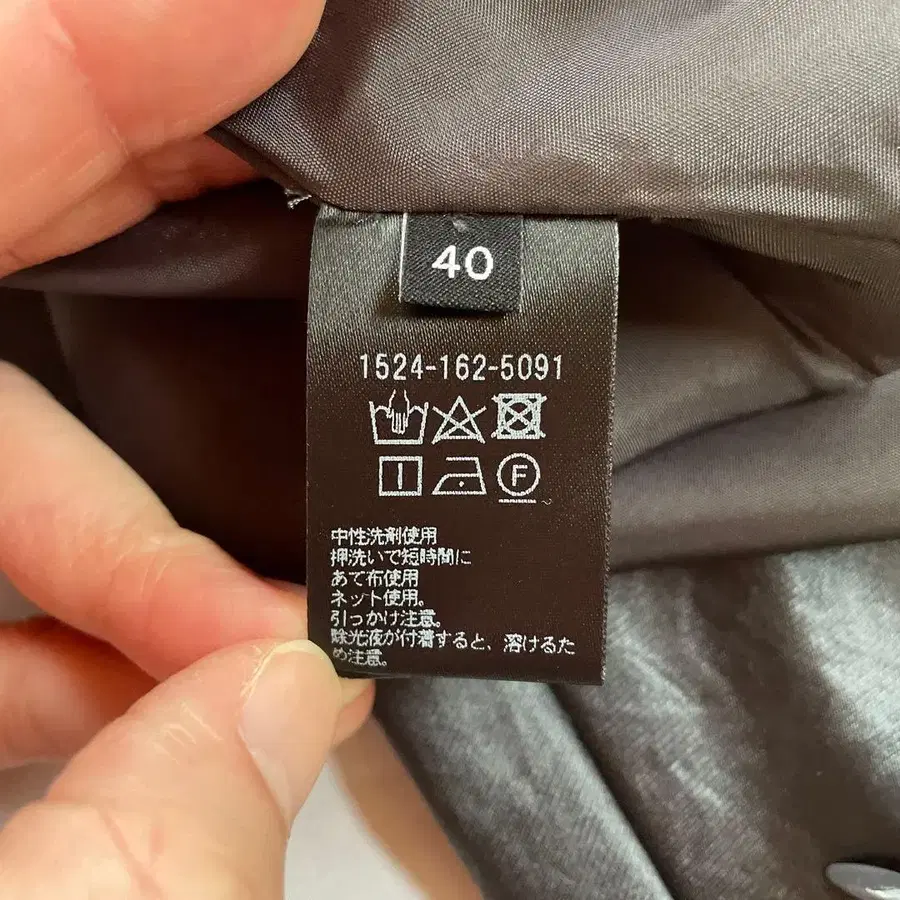 40
1524-162-5091
F
中性洗剤使用
押洗いで短時間に
あて布使用
ネット使用。
引っかけ注意。
除光液が付着すると、溶けるた
め注意。